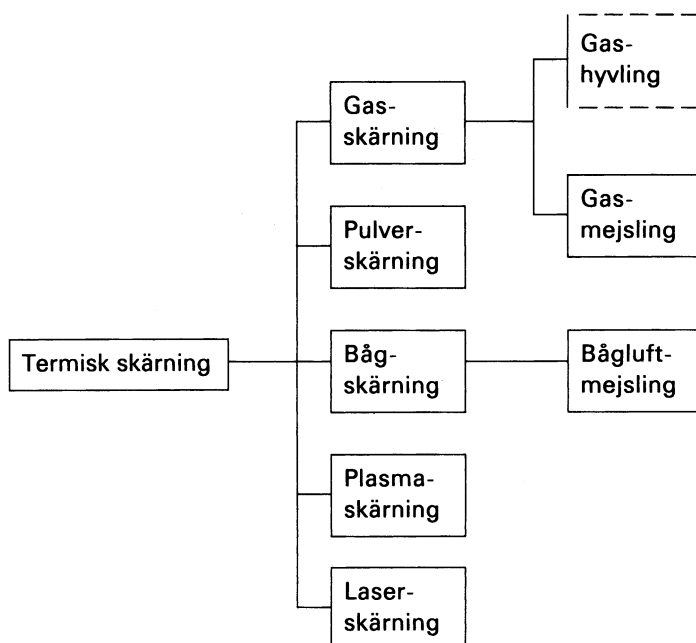 Gas-
hyvling
Gas-
skärning
Gas-
mejsling
Pulver-
skärning
Termisk skärning
Båg-
skärning
Bågluft-
mejsling
Plasma-
skärning
Laser-
skärning